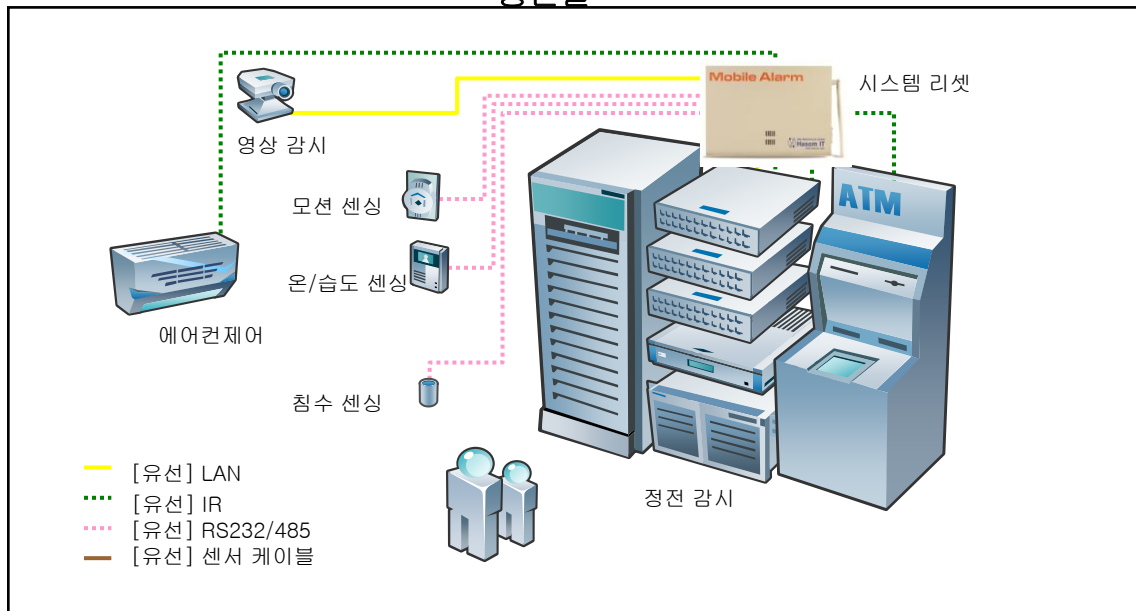 Mobile Alarm
시스템 리셋
Hesom IT
영상 감시
모션 센싱
ATM
온/습도 센싱
에어컨제어
침수 센싱
정전 감시
[유선] LAN
[유선] IR
[유선] RS232/485
[유선] 센서 케이블